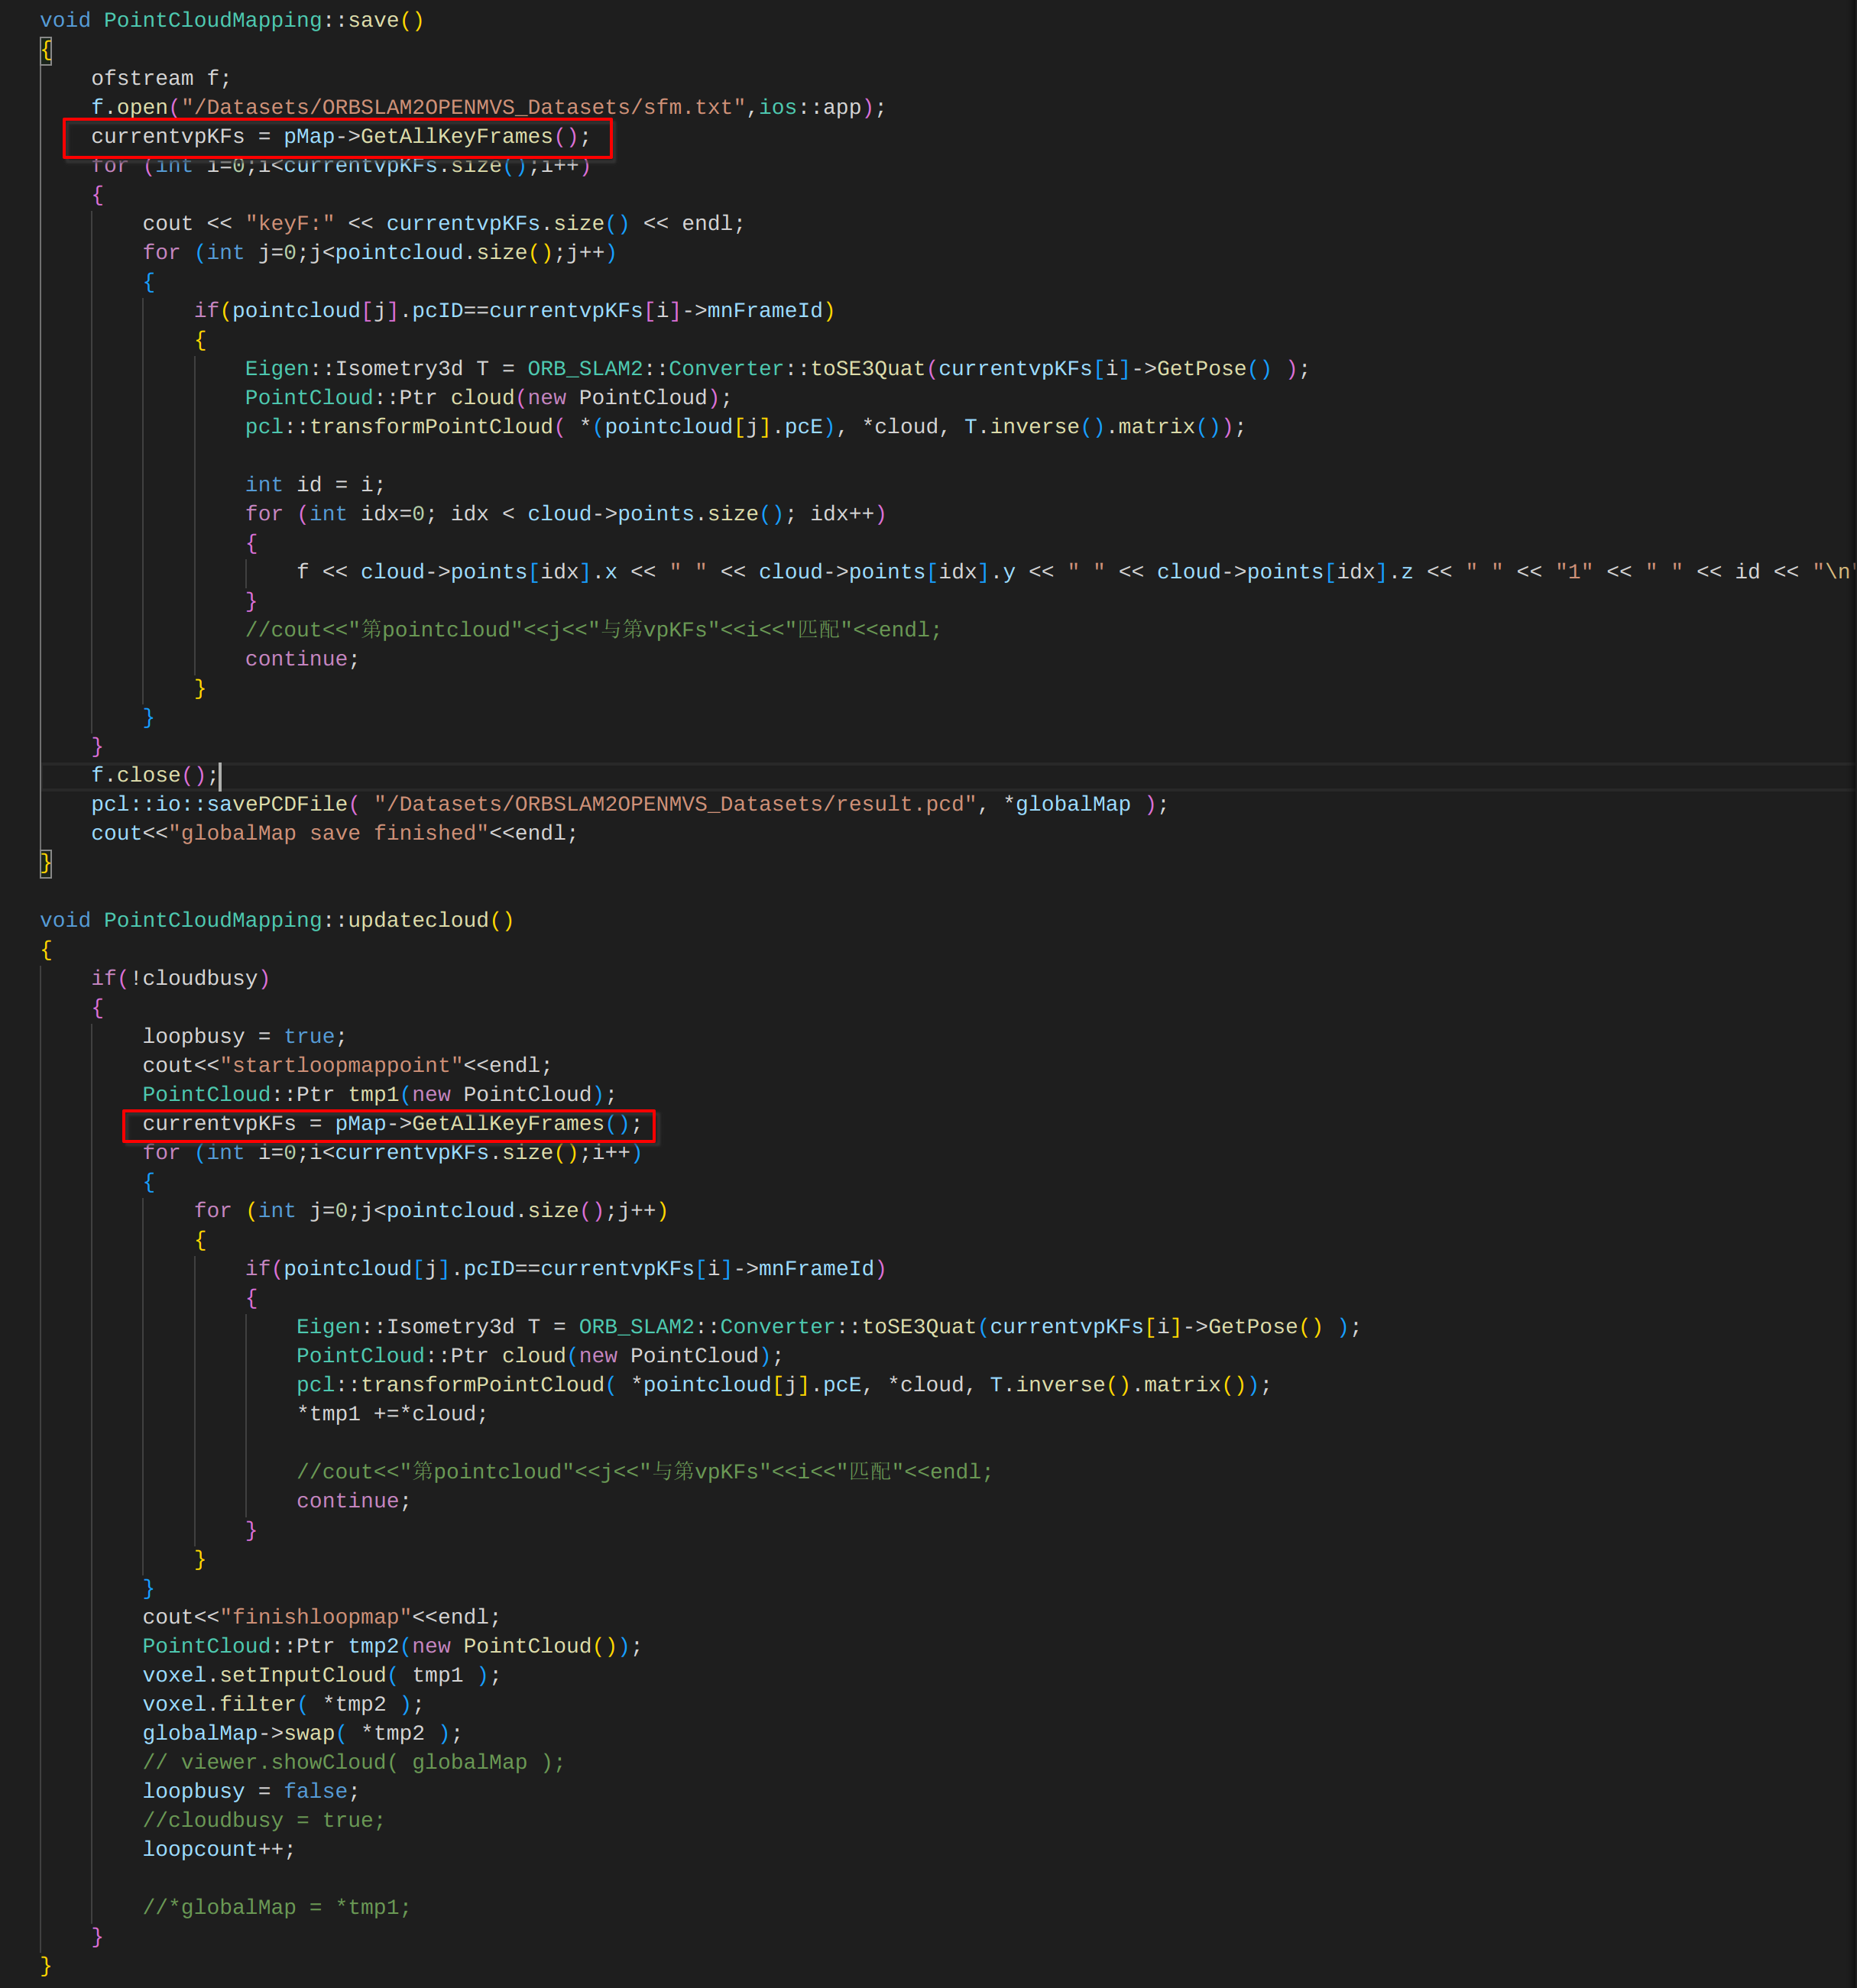 void PointCloudMapping::save()
{
    ofstream f;
    f.open("/Datasets/ORBSLAM2OPENMVS_Datasets/sfm.txt",ios::app);
    currentvpKFs = pMap->GetAllKeyFrames();
    for (int i=0;i<currentvpKFs.size();i++)
    {
        cout << "keyF:" << currentvpKFs.size() << endl;
        for (int j=0;j<pointcloud.size();j++)
        {
            if(pointcloud[j].pcID==currentvpKFs[i]->mnFrameId)
            {
                Eigen::Isometry3d T = ORB_SLAM2::Converter::toSE3Quat(currentvpKFs[i]->GetPose() );
                PointCloud::Ptr cloud(new PointCloud);
                pcl::transformPointCloud( *(pointcloud[j].pcE), *cloud, T.inverse().matrix());

                int id = i;
                for (int idx=0; idx < cloud->points.size(); idx++)
                {
                    f << cloud->points[idx].x << " " << cloud->points[idx].y << " " << cloud->points[idx].z << " " << "1" << " " << id << "\n"
                }
                //cout<<"第pointcloud"<<j<<"与第vpKFs"<<i<<"匹配"<<endl;
                continue;
            }
        }
    }
    f.close();
    pcl::io::savePCDFile( "/Datasets/ORBSLAM2OPENMVS_Datasets/result.pcd", *globalMap );
    cout<<"globalMap save finished"<<endl;
}

void PointCloudMapping::updatecloud()
{
    if(!cloudbusy)
    {
        loopbusy = true;
        cout<<"startloopmappoint"<<endl;
        PointCloud::Ptr tmp1(new PointCloud);
        currentvpKFs = pMap->GetAllKeyFrames();
        for (int i=0;i<currentvpKFs.size();i++)
        {
            for (int j=0;j<pointcloud.size();j++)
            {
                if(pointcloud[j].pcID==currentvpKFs[i]->mnFrameId)
                {
                    Eigen::Isometry3d T = ORB_SLAM2::Converter::toSE3Quat(currentvpKFs[i]->GetPose() );
                    PointCloud::Ptr cloud(new PointCloud);
                    pcl::transformPointCloud( *pointcloud[j].pcE, *cloud, T.inverse().matrix());
                    *tmp1 +=*cloud;

                    //cout<<"第pointcloud"<<j<<"与第vpKFs"<<i<<"匹配"<<endl;
                    continue;
                }
            }
        }
        cout<<"finishloopmap"<<endl;
        PointCloud::Ptr tmp2(new PointCloud());
        voxel.setInputCloud( tmp1 );
        voxel.filter( *tmp2 );
        globalMap->swap( *tmp2 );
        // viewer.showCloud( globalMap );
        loopbusy = false;
        //cloudbusy = true;
        loopcount++;

        //*globalMap = *tmp1;
    }
}